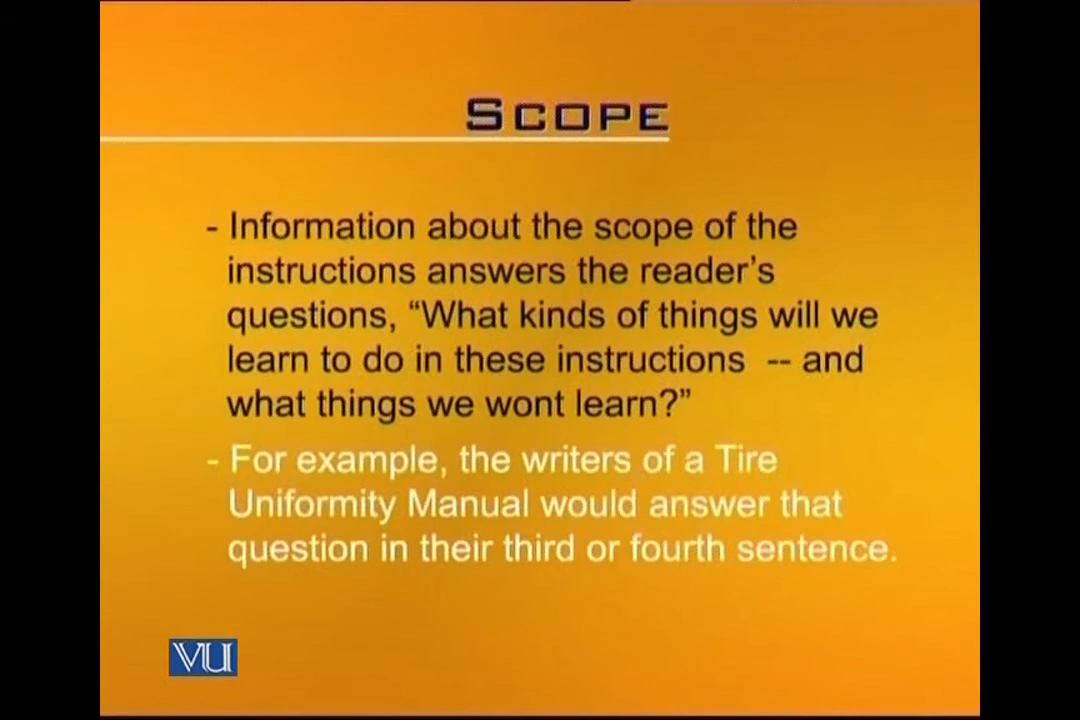 SCOPE
- Information about the scope of the
instructions answers the reader’s
questions, “What kinds of things will we
learn to do in these instructions -- and
what things we wont learn?”
- For example, the writers of a Tire
Uniformity Manual would answer that
question in their third or fourth sentence.
VU